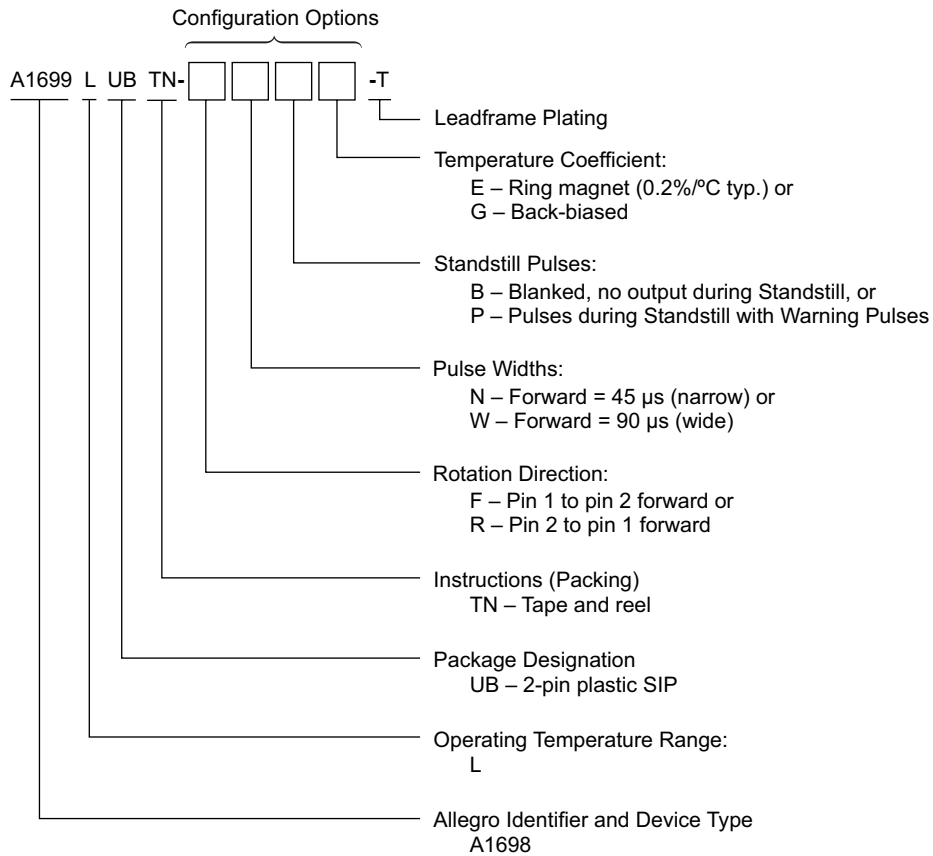 Configuration Options
A1699 L UB TN- -T
Leadframe Plating
Temperature Coefficient:
E – Ring magnet (0.2%/ºC typ.) or
G – Back-biased
Standstill Pulses:
B – Blanked, no output during Standstill, or
P – Pulses during Standstill with Warning Pulses
Pulse Widths:
N – Forward = 45 µs (narrow) or
W – Forward = 90 µs (wide)
Rotation Direction:
F – Pin 1 to pin 2 forward or
R – Pin 2 to pin 1 forward
Instructions (Packing)
TN – Tape and reel
Package Designation
UB – 2-pin plastic SIP
Operating Temperature Range:
L
Allegro Identifier and Device Type
A1698